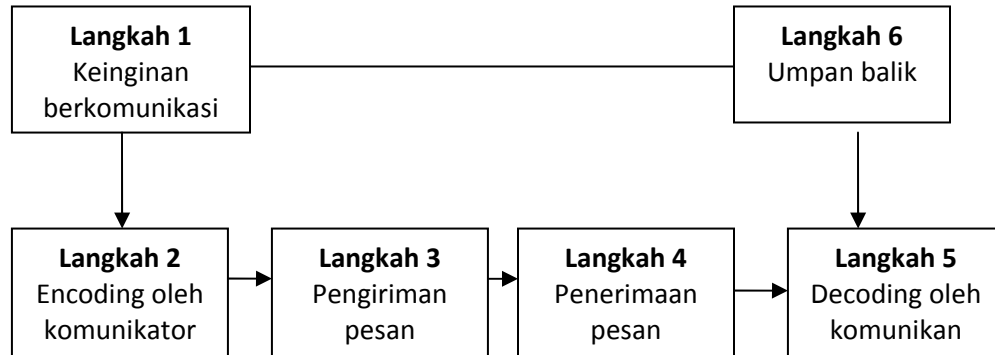 Langkah 1
Keinginan
berkomunikasi
Langkah 6
Umpan balik
Langkah 2
Encoding oleh
komunikator
Langkah 3
Pengiriman
pesan
Langkah 4
Penerimaan
pesan
Langkah 5
Decoding oleh
komunikan